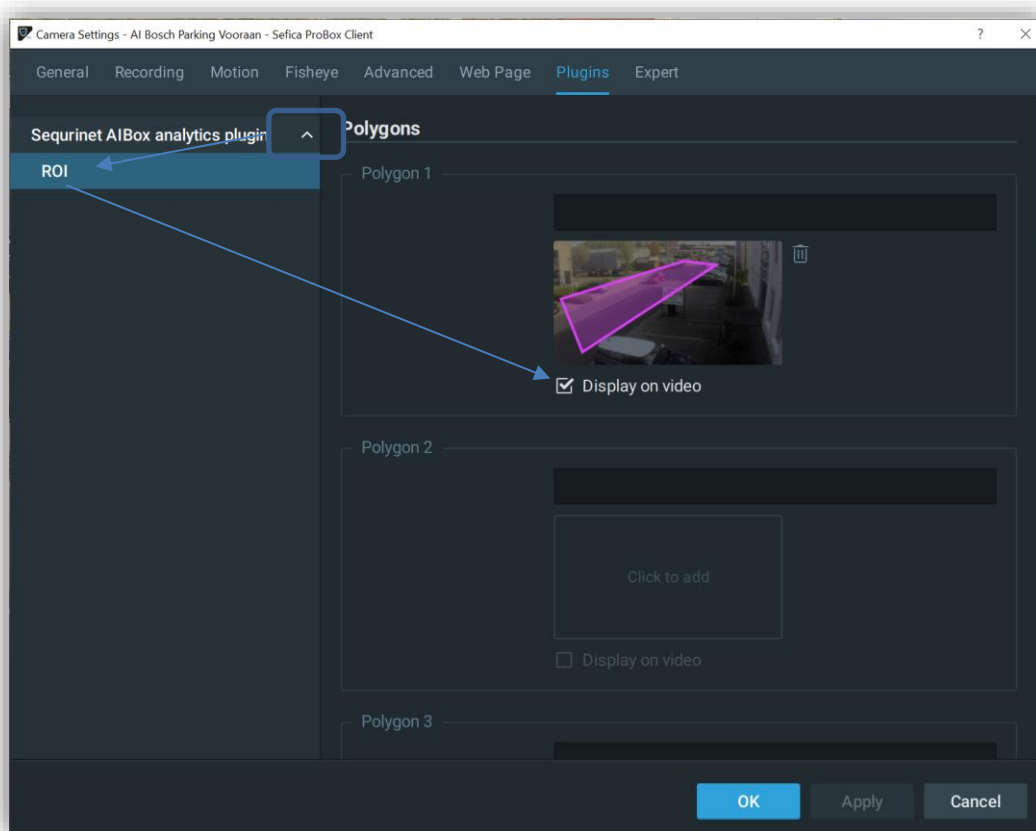 Camera Settings - AI Bosch Parking Vooraan - Sefica ProBox Client
General Recording Motion Fisheye Advanced Web Page Plugins Expert
Sequrinet AIBox analytics plugin
ROI
Polygons
Polygon 1
Display on video
Polygon 2
Click to add
Display on video
Polygon 3
OK Apply Cancel